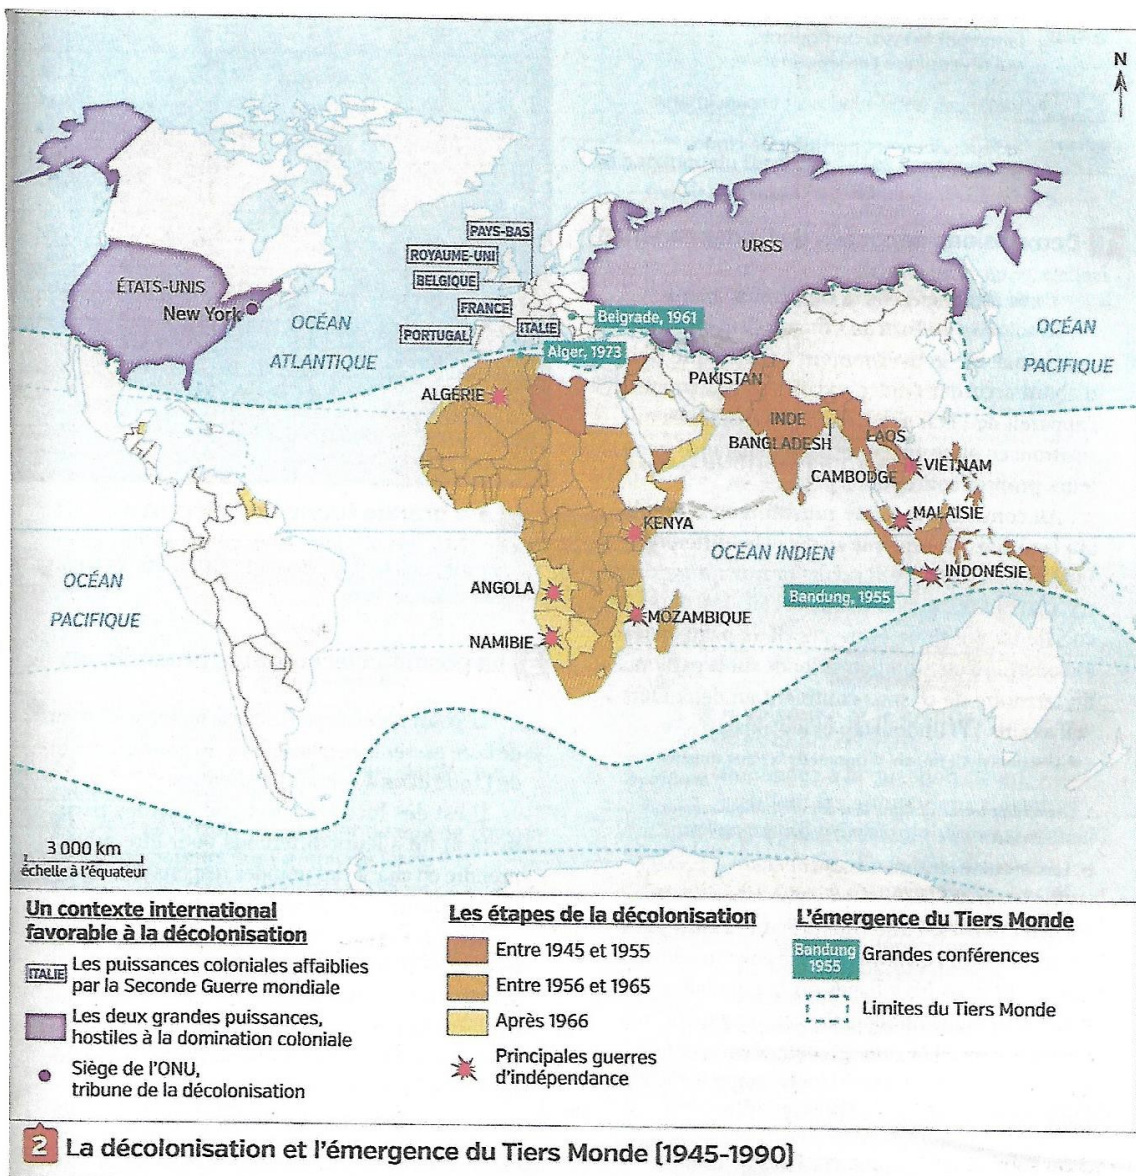 N
PAYS-BAS
ROYAUME-UNI
BELGIQUE
FRANCE
PORTUGAL
ITALIE
URSS
ÉTATS-UNIS
New York
OCÉAN
ATLANTIQUE
Belgrade, 1961
Alger, 1973
OCÉAN
PACIFIQUE
ALGÉRIE
PAKISTAN
INDE
BANGLADESH
LAOS
CAMBODGE
VIÊTNAM
MALAISIE
KENYA
OCÉAN INDIEN
INDONÉSIE
Bandung, 1955
OCÉAN
PACIFIQUE
ANGOLA
MOZAMBIQUE
NAMIBIE
3 000 km
échelle à l'équateur
Un contexte international
favorable à la décolonisation
ITALIE
Les puissances coloniales affaiblies
par la Seconde Guerre mondiale
Les deux grandes puissances,
hostiles à la domination coloniale
Siège de l'ONU,
tribune de la décolonisation
Les étapes de la décolonisation
Entre 1945 et 1955
Entre 1956 et 1965
Après 1966
Principales guerres
d'indépendance
L'émergence du Tiers Monde
Bandung
1955
Grandes conférences
Limites du Tiers Monde
2 La décolonisation et l'émergence du Tiers Monde (1945-1990)